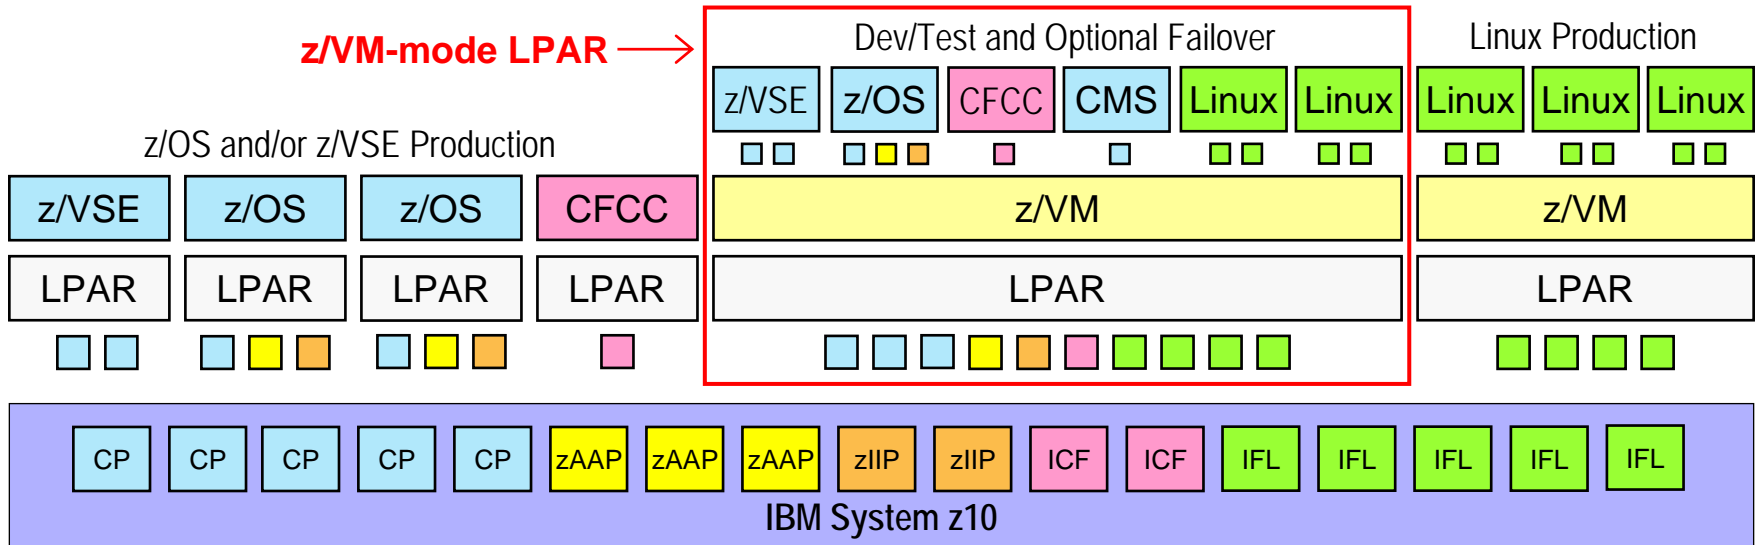 z/VM-mode LPAR
Dev/Test and Optional Failover
Linux Production
z/VSE z/OS CFCC CMS Linux Linux Linux Linux Linux
z/OS and/or z/VSE Production
z/VSE z/OS z/OS CFCC z/VM z/VM
LPAR LPAR LPAR LPAR LPAR LPAR
CP CP CP CP CP zAAP zAAP zAAP zIIP zIIP ICF ICF IFL IFL IFL IFL IFL
IBM System z10